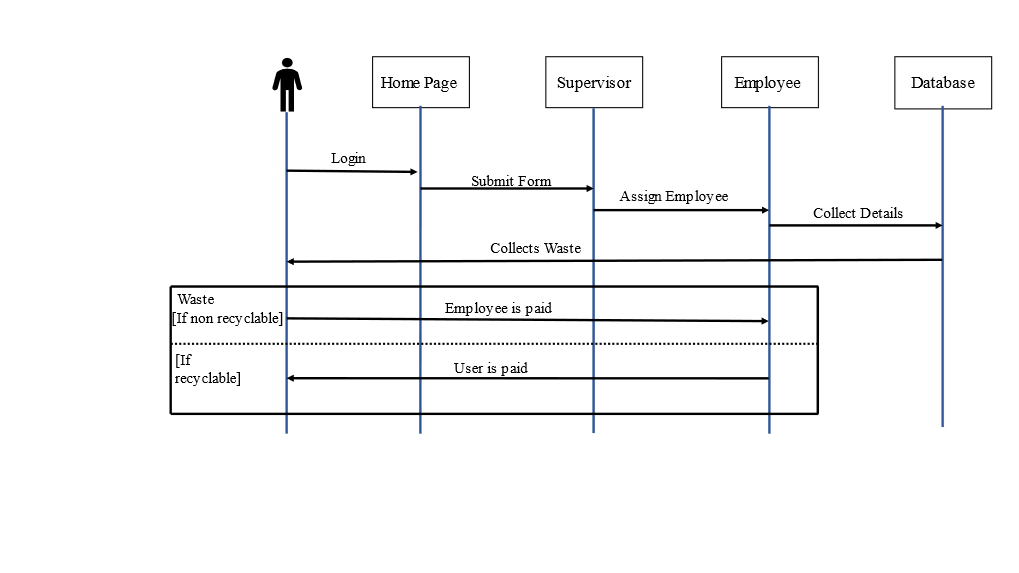 Home Page
Supervisor
Employee
Database
Login
Submit Form
Assign Employee
Collect Details
Collects Waste
Waste
[If non recyclable]
Employee is paid
[If
recyclable]
User is paid